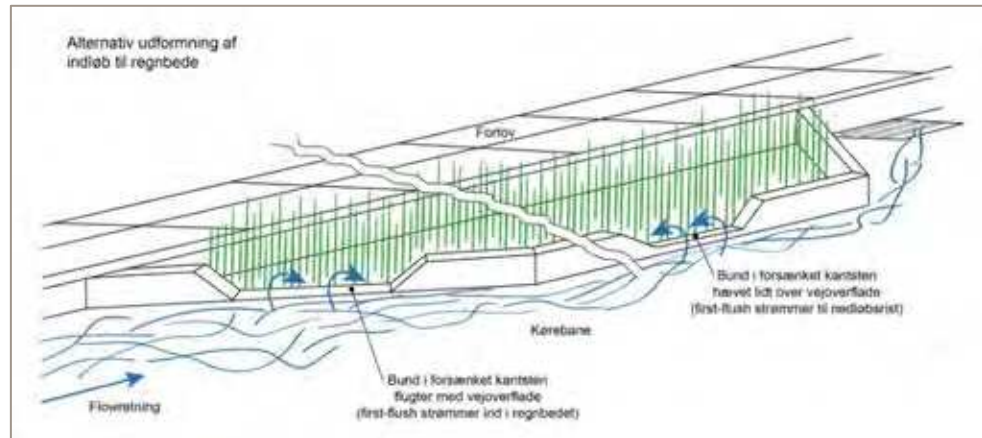 Alternativ udformning af
indløb til regnbede
Fortov
Bund i forsænket kantsten
hævet lidt over vejoverflade
(first-flush strømmer til nedløbsrist)
Kørebane
Bund i forsænket kantsten
flugter med vejoverflade
(first-flush strømmer ind i regnbedet)
Flowretning